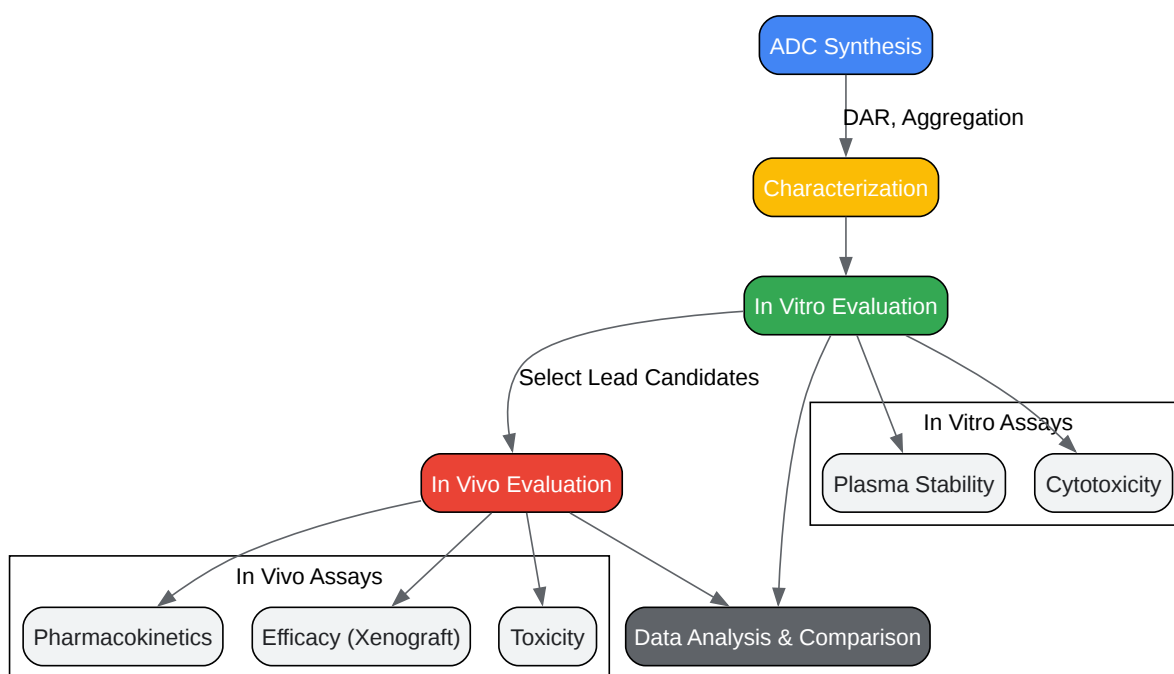 ADC Synthesis
DAR, Aggregation
Characterization
In Vitro Evaluation
Select Lead Candidates
In Vitro Assays
In Vivo Evaluation
Plasma Stability
Cytotoxicity
In Vivo Assays
Pharmacokinetics
Efficacy (Xenograft)
Toxicity
Data Analysis & Comparison